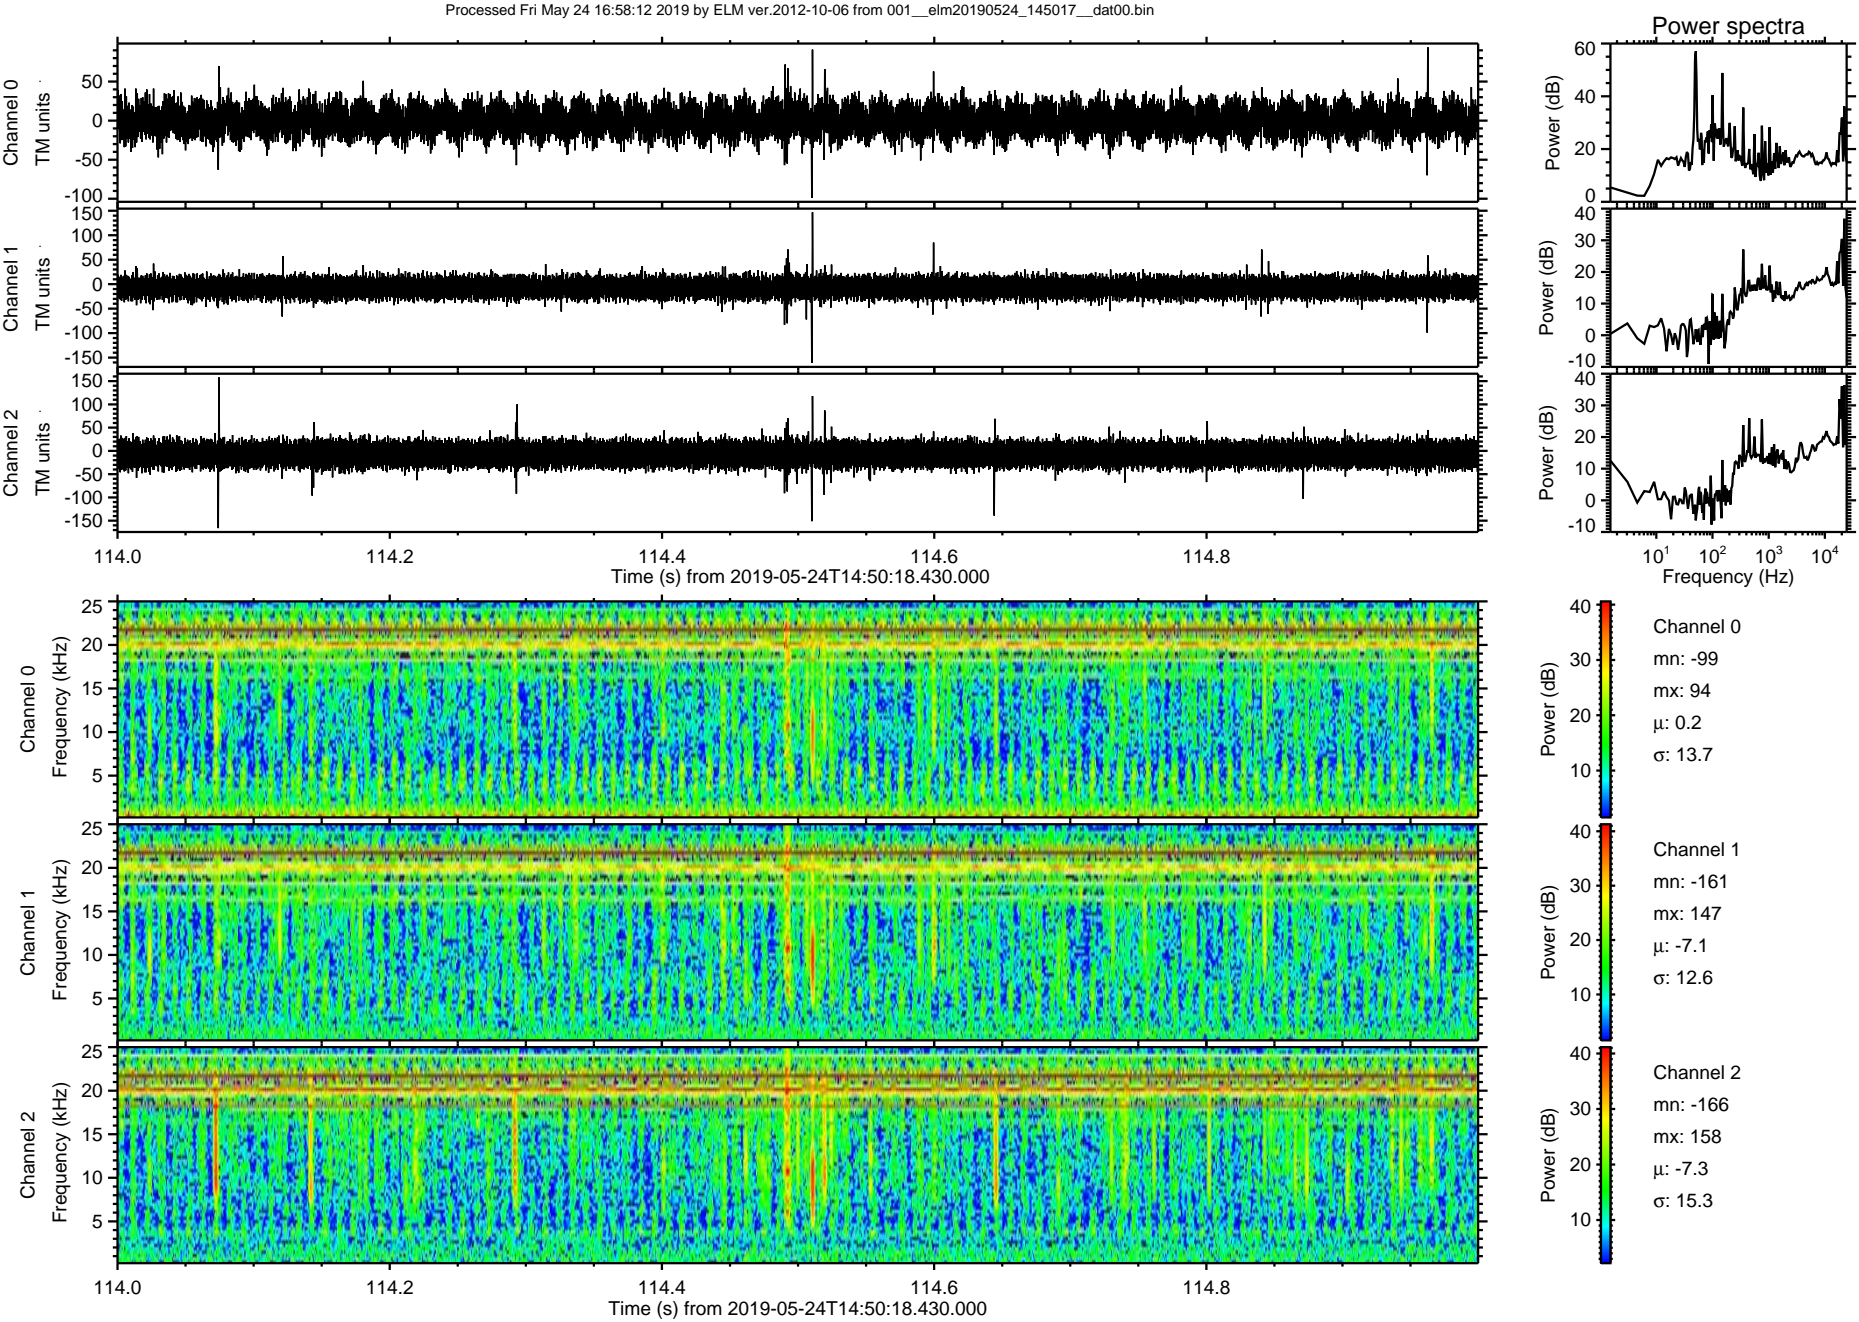 Processed Fri May 24 16:58:12 2019 by ELM ver.2012-10-06 from 001__elm20190524_145017__dat00.bin
Power spectra
Channel 0
TM units
50
0
-50
-100
Power (dB)
60
40
20
0
Channel 1
TM units
150
100
50
0
-50
-100
-150
Power (dB)
40
30
20
10
0
-10
Channel 2
TM units
150
100
50
0
-50
-100
-150
Power (dB)
40
30
20
10
0
-10
114.0 114.2 114.4 114.6 114.8
Time (s) from 2019-05-24T14:50:18.430.000
10¹ 10² 10³ 10⁴
Frequency (Hz)
Channel 0
Frequency (kHz)
25
20
15
10
5
Power (dB)
40
30
20
10
Channel 0
mn: -99
mx: 94
μ: 0.2
σ: 13.7
Channel 1
Frequency (kHz)
25
20
15
10
5
Power (dB)
40
30
20
10
Channel 1
mn: -161
mx: 147
μ: -7.1
σ: 12.6
Channel 2
Frequency (kHz)
25
20
15
10
5
Power (dB)
40
30
20
10
Channel 2
mn: -166
mx: 158
μ: -7.3
σ: 15.3
114.0 114.2 114.4 114.6 114.8
Time (s) from 2019-05-24T14:50:18.430.000